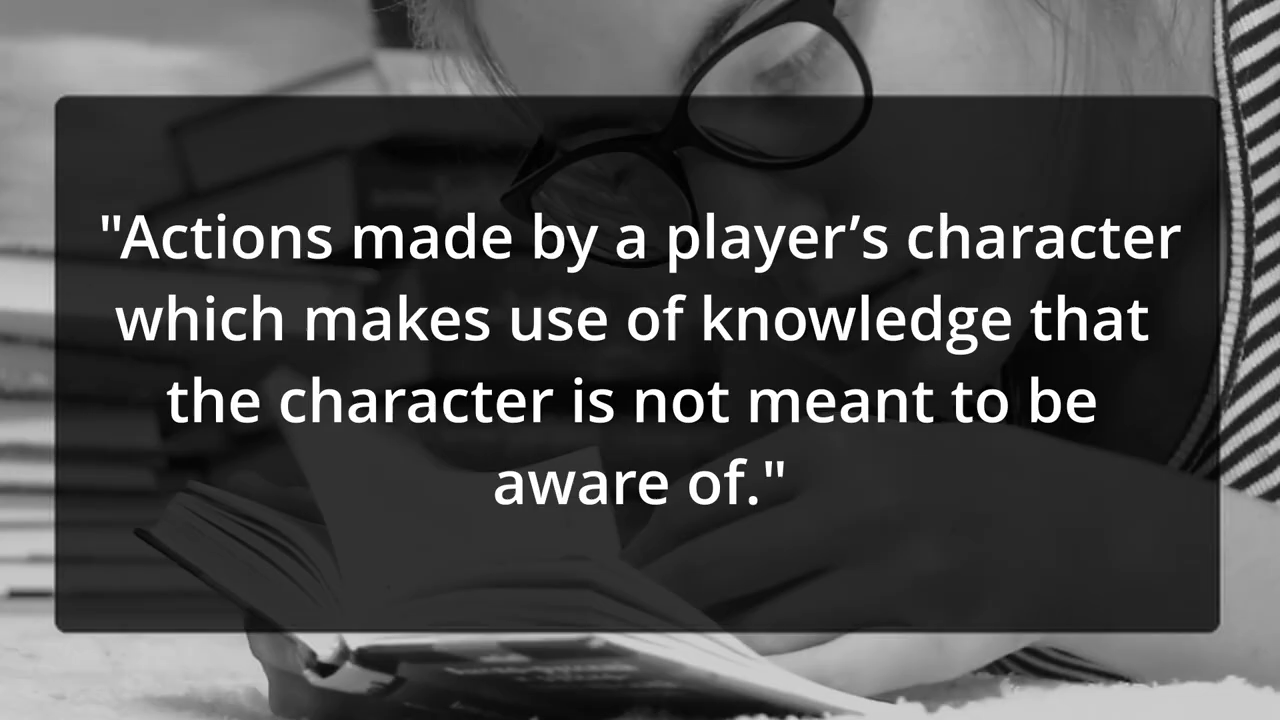 "Actions made by a player’s character
which makes use of knowledge that
the character is not meant to be
aware of."